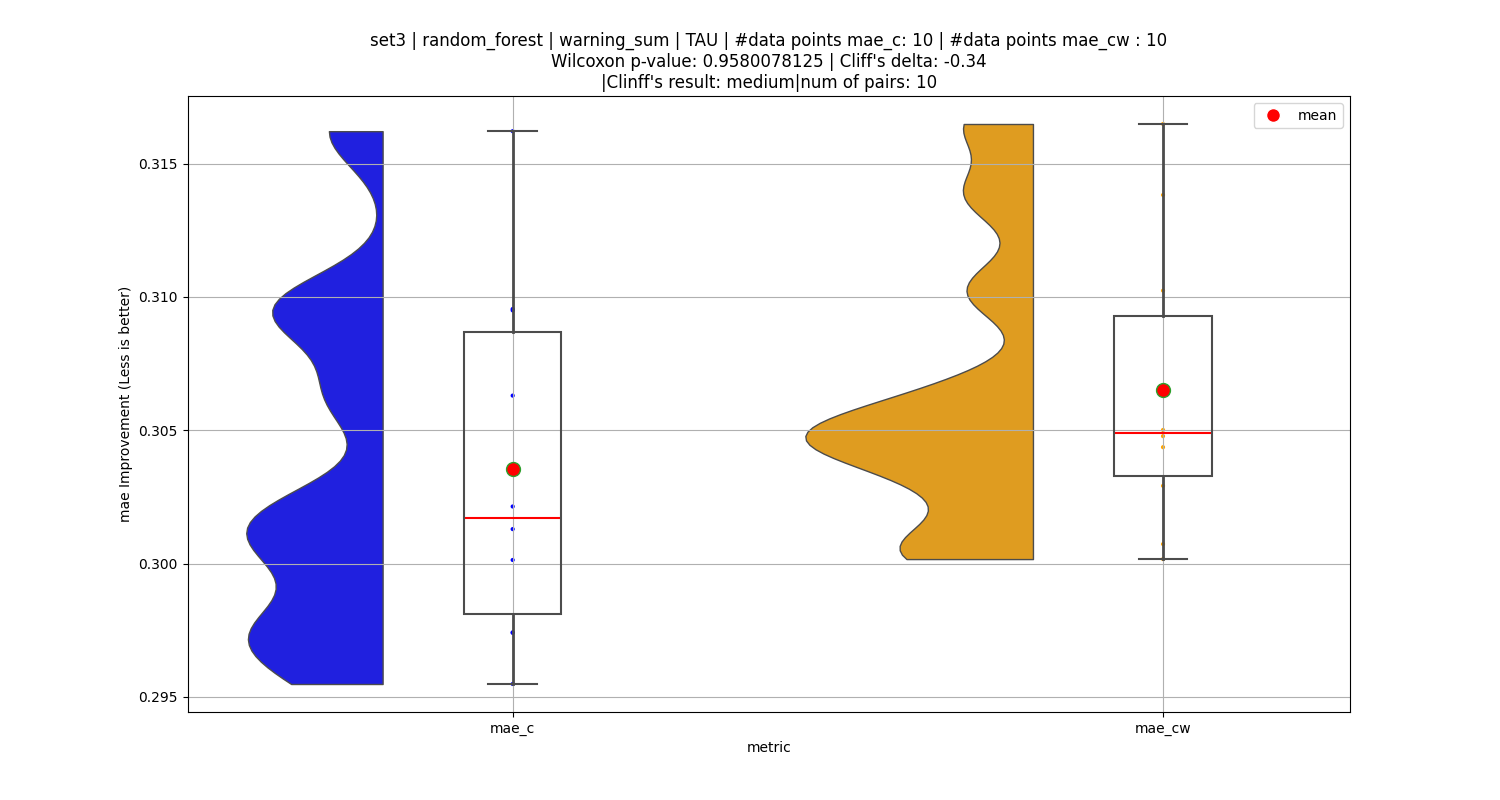 set3 | random_forest | warning_sum | TAU | #data points mae_c: 10 | #data points mae_cw : 10
Wilcoxon p-value: 0.9580078125 | Cliff's delta: -0.34
|Clinff's result: medium|num of pairs: 10
mean
0.315
0.310
0.305
0.300
0.295
mae Improvement (Less is better)
mae_c
mae_cw
metric